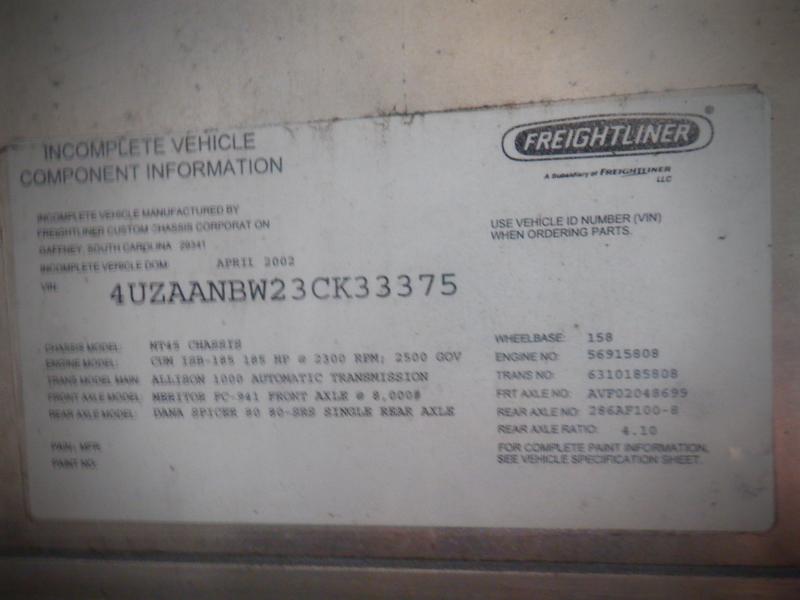 INCOMPLETE VEHICLE
COMPONENT INFORMATION
FREIGHTLINER ®
A Subsidiary of FREIGHTLINER
LLC
INCOMPLETE VEHICLE MANUFACTURED BY
FREIGHTLINER CUSTOM CHASSIS CORPORATION
GAFFNEY, SOUTH CAROLINA 29341
INCOMPLETE VEHICLE DOM: APRIL 2002
VIN: 4UZAANBW23CK33375
USE VEHICLE ID NUMBER (VIN)
WHEN ORDERING PARTS.
CHASSIS MODEL: MT45 CHASSIS
ENGINE MODEL: CUM ISB-185 185 HP @ 2300 RPM; 2500 GOV
TRANS MODEL MAIN: ALLISON 1000 AUTOMATIC TRANSMISSION
FRONT AXLE MODEL: MERITOR FC-941 FRONT AXLE @ 8,000#
REAR AXLE MODEL: DANA SPICER 80 80-SRS SINGLE REAR AXLE
PAIN: MFR:
PAINT NO:
WHEELBASE: 158
ENGINE NO: 56915808
TRANS NO: 6310185808
FRT AXLE NO: AVF02048699
REAR AXLE NO: 286AF100-8
REAR AXLE RATIO: 4.10
FOR COMPLETE PAINT INFORMATION,
SEE VEHICLE SPECIFICATION SHEET.